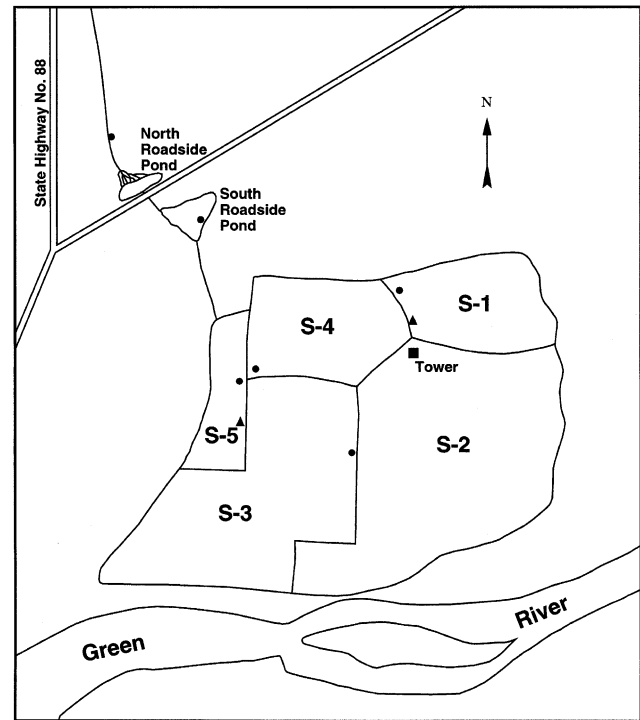 State Highway No. 88
North
Roadside
Pond
South
Roadside
Pond
N
S-1
S-4
Tower
S-5
S-2
S-3
Green
River